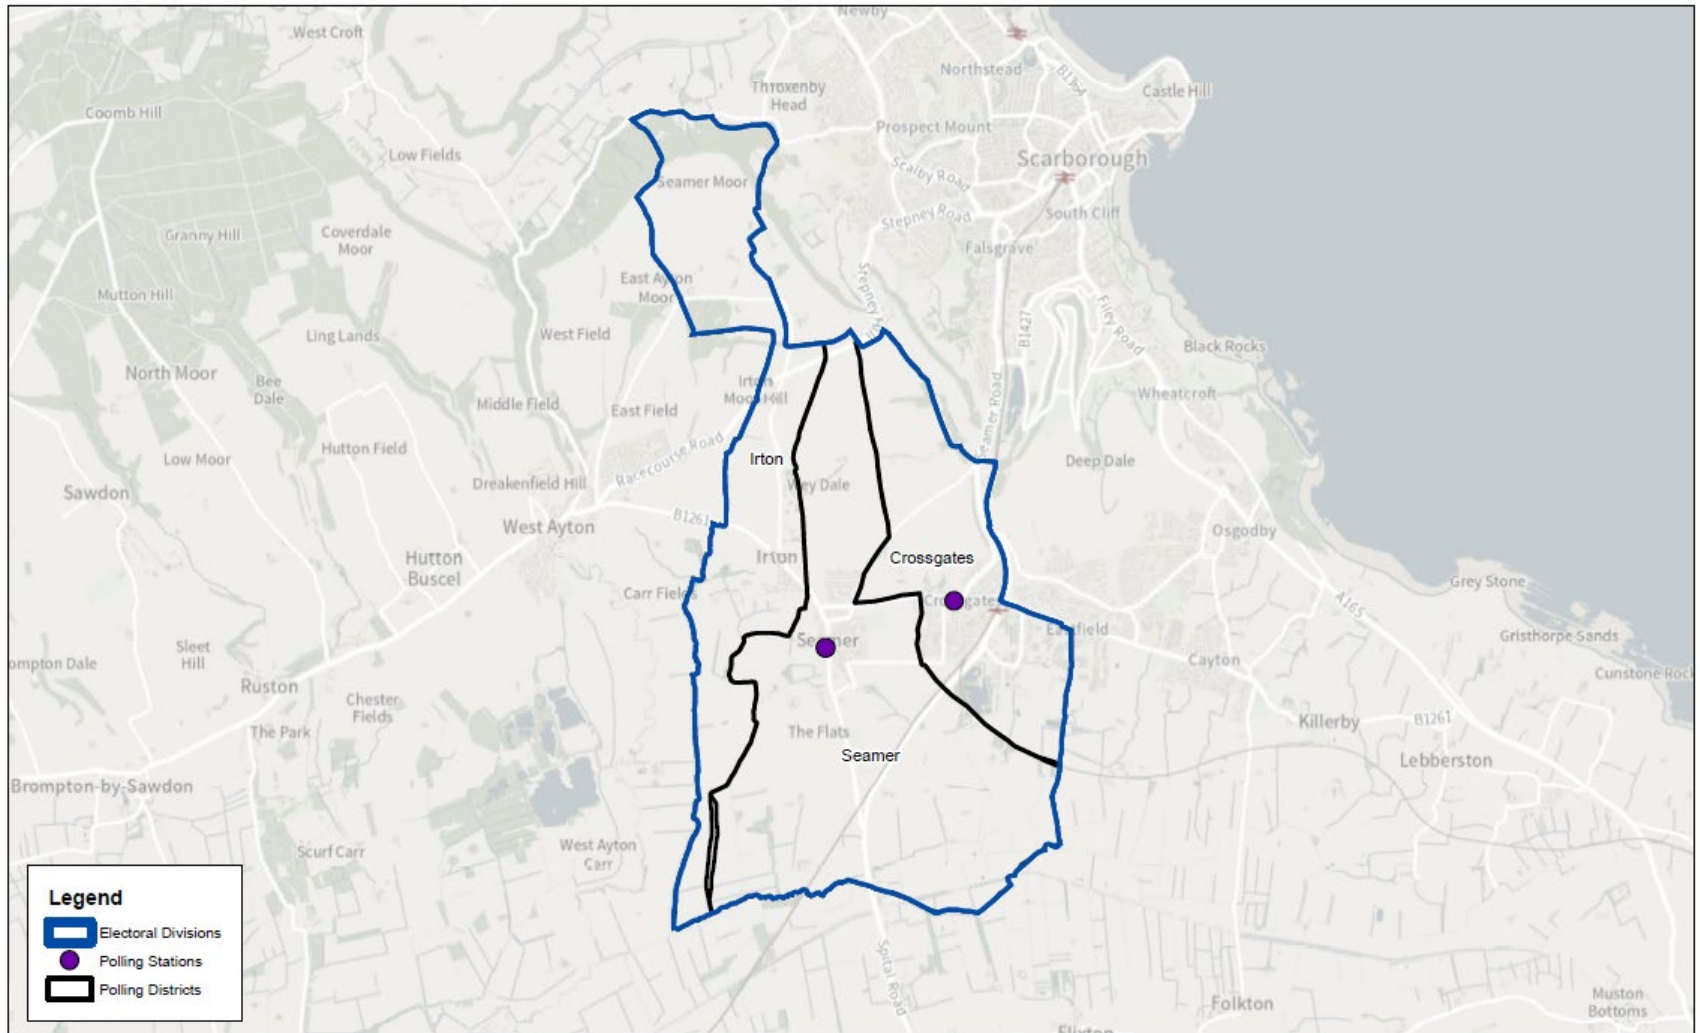 Newby
West Croft
Northstead
B1364
Throxenby
Head
Castle Hill
Coomb Hill
Prospect Mount
Low Fields
Scarborough
Scalby Road
Seamer Moor
Stepney Road
South Cliff
Granny Hill
Coverdale
Moor
Falsgrave
East Ayton
Moor
Mutton Hill
Ling Lands
West Field
B1427
Filey Road
Black Rocks
North Moor
Bee
Dale
Irton
Moor Hill
Wheatcroft
Middle Field
East Field
Seamer Road
Hutton Field
Racecourse Road
Low Moor
Irton
Deep Dale
Sawdon
Dreakenfield Hill
Wey Dale
B1261
West Ayton
Osgodby
Hutton
Buscel
Irton
Crossgates
Grey Stone
Carr Fields
Crossgates
A165
Seamer
Eastfield
Gristhorpe Sands
Sleet
Hill
ompton Dale
Cayton
Cunstone Rock
Ruston
Chester
Fields
The Park
The Flats
Killerby
B1261
Seamer
Lebberston
Brompton-by-Sawdon
Scurf Carr
West Ayton
Carr
Legend
Electoral Divisions
Polling Stations
Polling Districts
Spital Road
Folkton
Muston
Bottoms
Flixton